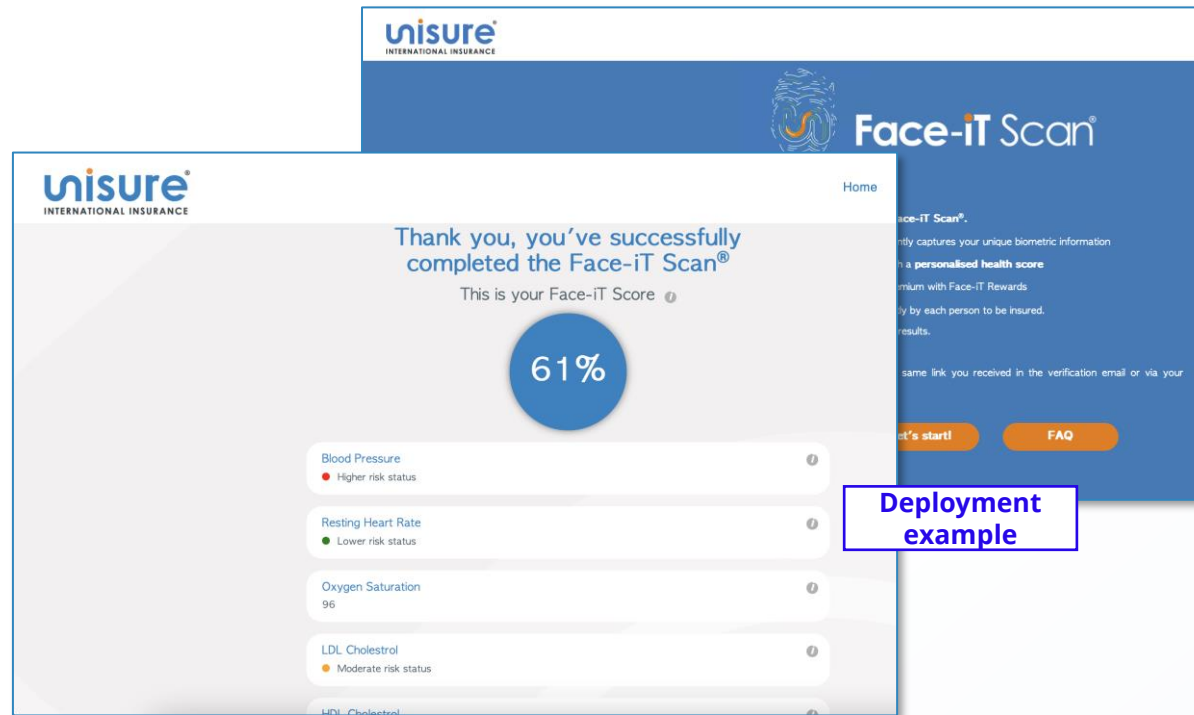 unisure
INTERNATIONAL INSURANCE
Face-iT Scan®
ace-iT Scan®.
ntly captures your unique biometric information
h a personalised health score
emium with Face-iT Rewards
ly by each person to be insured.
results.
same link you received in the verification email or via your
et's start!
FAQ
unisure
INTERNATIONAL INSURANCE
Home
Thank you, you've successfully
completed the Face-iT Scan®
This is your Face-iT Score
61%
Blood Pressure
Higher risk status
Resting Heart Rate
Lower risk status
Oxygen Saturation
96
LDL Cholestrol
Moderate risk status
HDL Cholestrol
Deployment
example